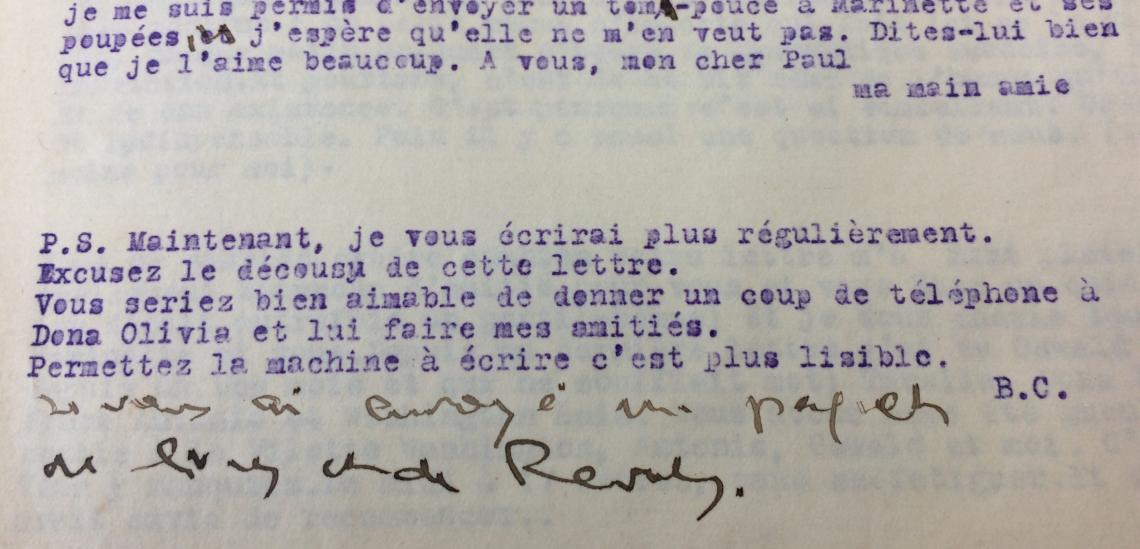 je me suis permis d'envoyer un tom-pouce à Marinette et ses
poupées, j'espère qu'elle ne m'en veut pas. Dites-lui bien
que je l'aime beaucoup. A vous, mon cher Paul
ma main amie
P.S. Maintenant, je vous écrirai plus régulièrement.
Excusez le décousu de cette lettre.
Vous seriez bien aimable de donner un coup de téléphone à
Dona Olivia et lui faire mes amitiés.
Permettez la machine à écrire c'est plus lisible.
B.C.
Je vous ai envoyé un paquet
de livres et de Revues.